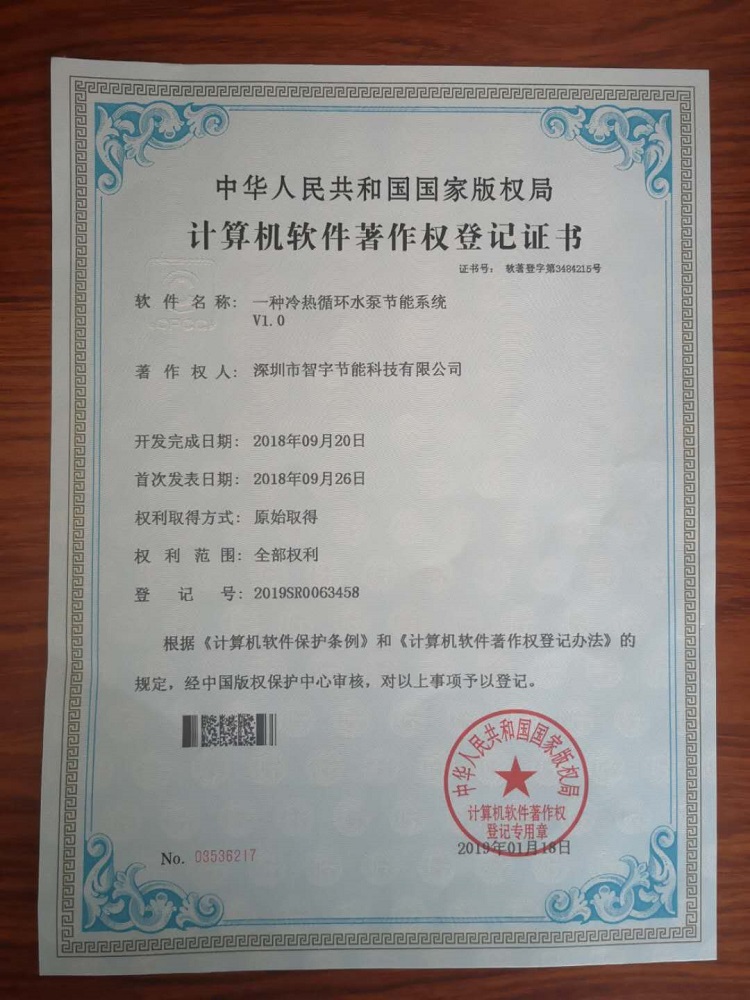 中华人民共和国国家版权局
计算机软件著作权登记证书
证书号： 软著登字第3484215号
软件名称： 一种冷热循环水泵节能系统
V1.0
著作权人： 深圳市智宇节能科技有限公司
开发完成日期： 2018年09月20日
首次发表日期： 2018年09月26日
权利取得方式： 原始取得
权利范围： 全部权利
登记号： 2019SR0063458
根据《计算机软件保护条例》和《计算机软件著作权登记办法》的
规定，经中国版权保护中心审核，对以上事项予以登记。
中华人民共和国国家版权局
计算机软件著作权
登记专用章
2019年01月18日
No. 03536217